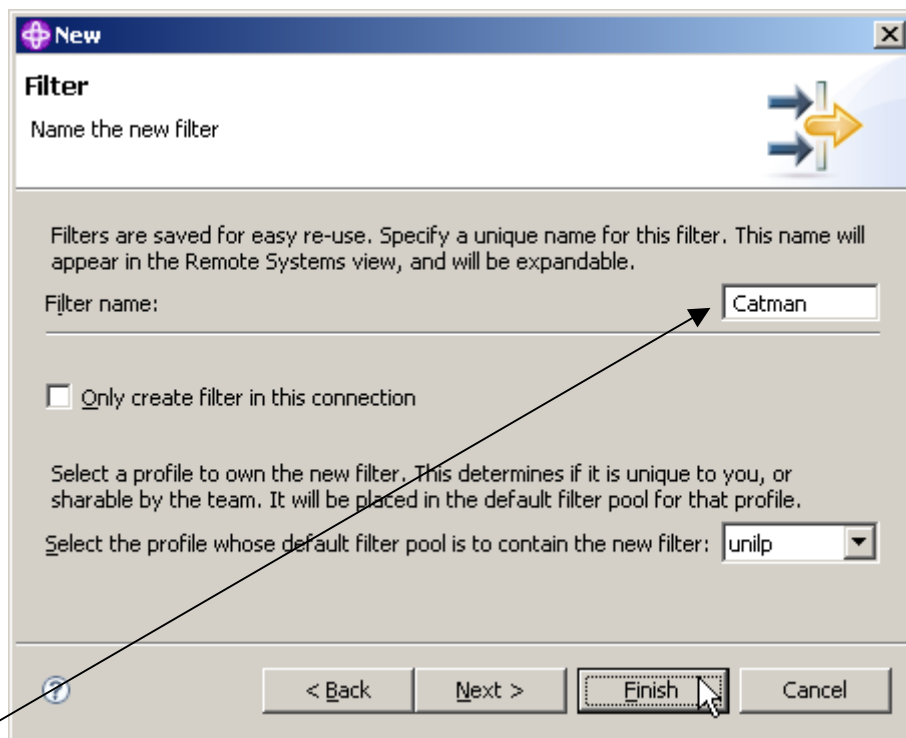 New
Filter
Name the new filter
Filters are saved for easy re-use. Specify a unique name for this filter. This name will
appear in the Remote Systems view, and will be expandable.
Filter name: Catman
Only create filter in this connection
Select a profile to own the new filter. This determines if it is unique to you, or
sharable by the team. It will be placed in the default filter pool for that profile.
Select the profile whose default filter pool is to contain the new filter: unilp
? < Back Next > Finish Cancel